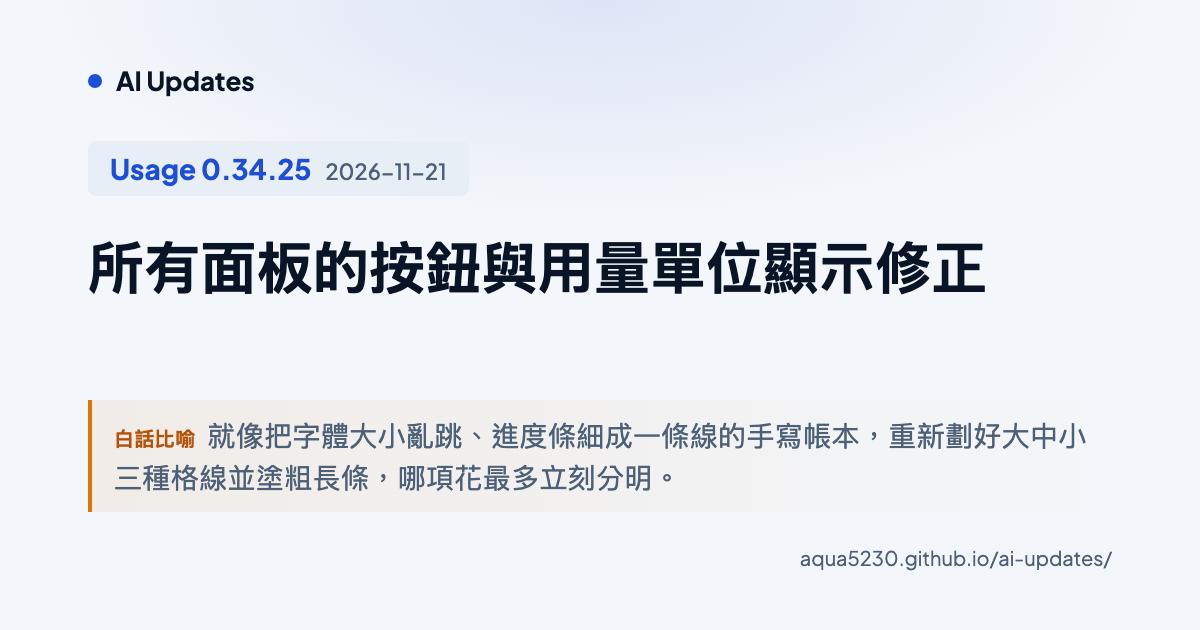 AI Updates
Usage 0.34.25 2026-11-21
所有面板的按鈕與用量單位顯示修正
白話比喻 就像把字體大小亂跳、進度條細成一條線的手寫帳本，重新劃好大中小
三種格線並塗粗長條，哪項花最多立刻分明。
aqua5230.github.io/ai-updates/